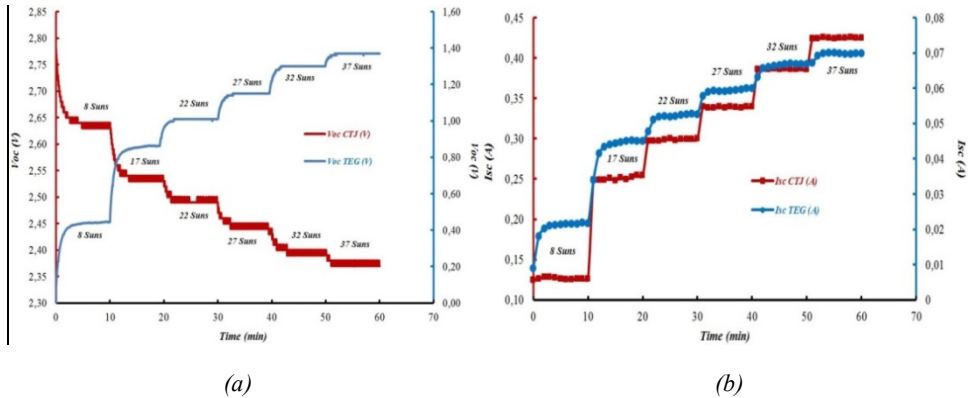 2,85
2,80
2,75
2,70
2,65
2,60
2,55
2,50
2,45
2,40
2,35
2,30
Voc (V)
0 10 20 30 40 50 60 70
Time (min)
1,60
1,40
1,20
1,00
0,80
0,60
0,40
0,20
0,00
Voc (V)
8 Suns
17 Suns
22 Suns
27 Suns
32 Suns
37 Suns
8 Suns
22 Suns
27 Suns
32 Suns
37 Suns
Voc CTJ (V)
Voc TEG (V)
(a)
0,45
0,40
0,35
0,30
0,25
0,20
0,15
0,10
Isc (A)
0 10 20 30 40 50 60 70
Time (min)
0,08
0,07
0,06
0,05
0,04
0,03
0,02
0,01
0
Isc (A)
8 Suns
17 Suns
22 Suns
27 Suns
32 Suns
37 Suns
Isc CTJ (A)
Isc TEG (A)
(b)